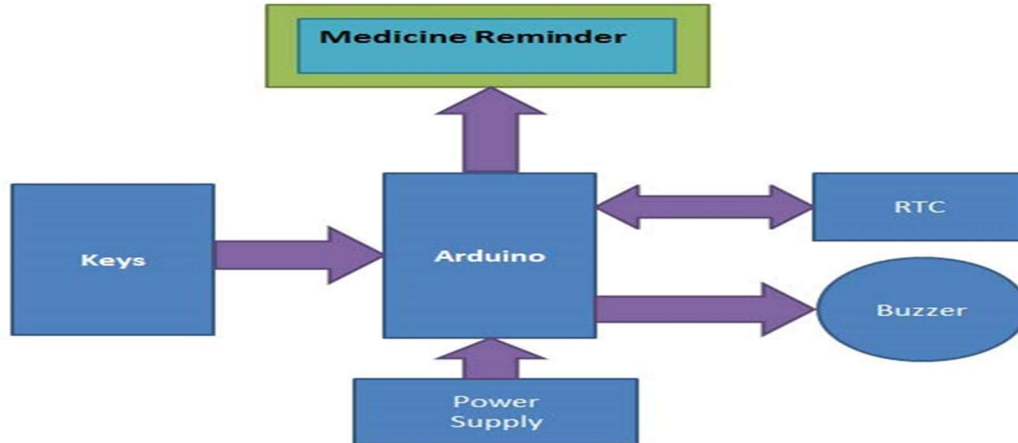 Medicine Reminder
Keys
Arduino
RTC
Buzzer
Power
Supply